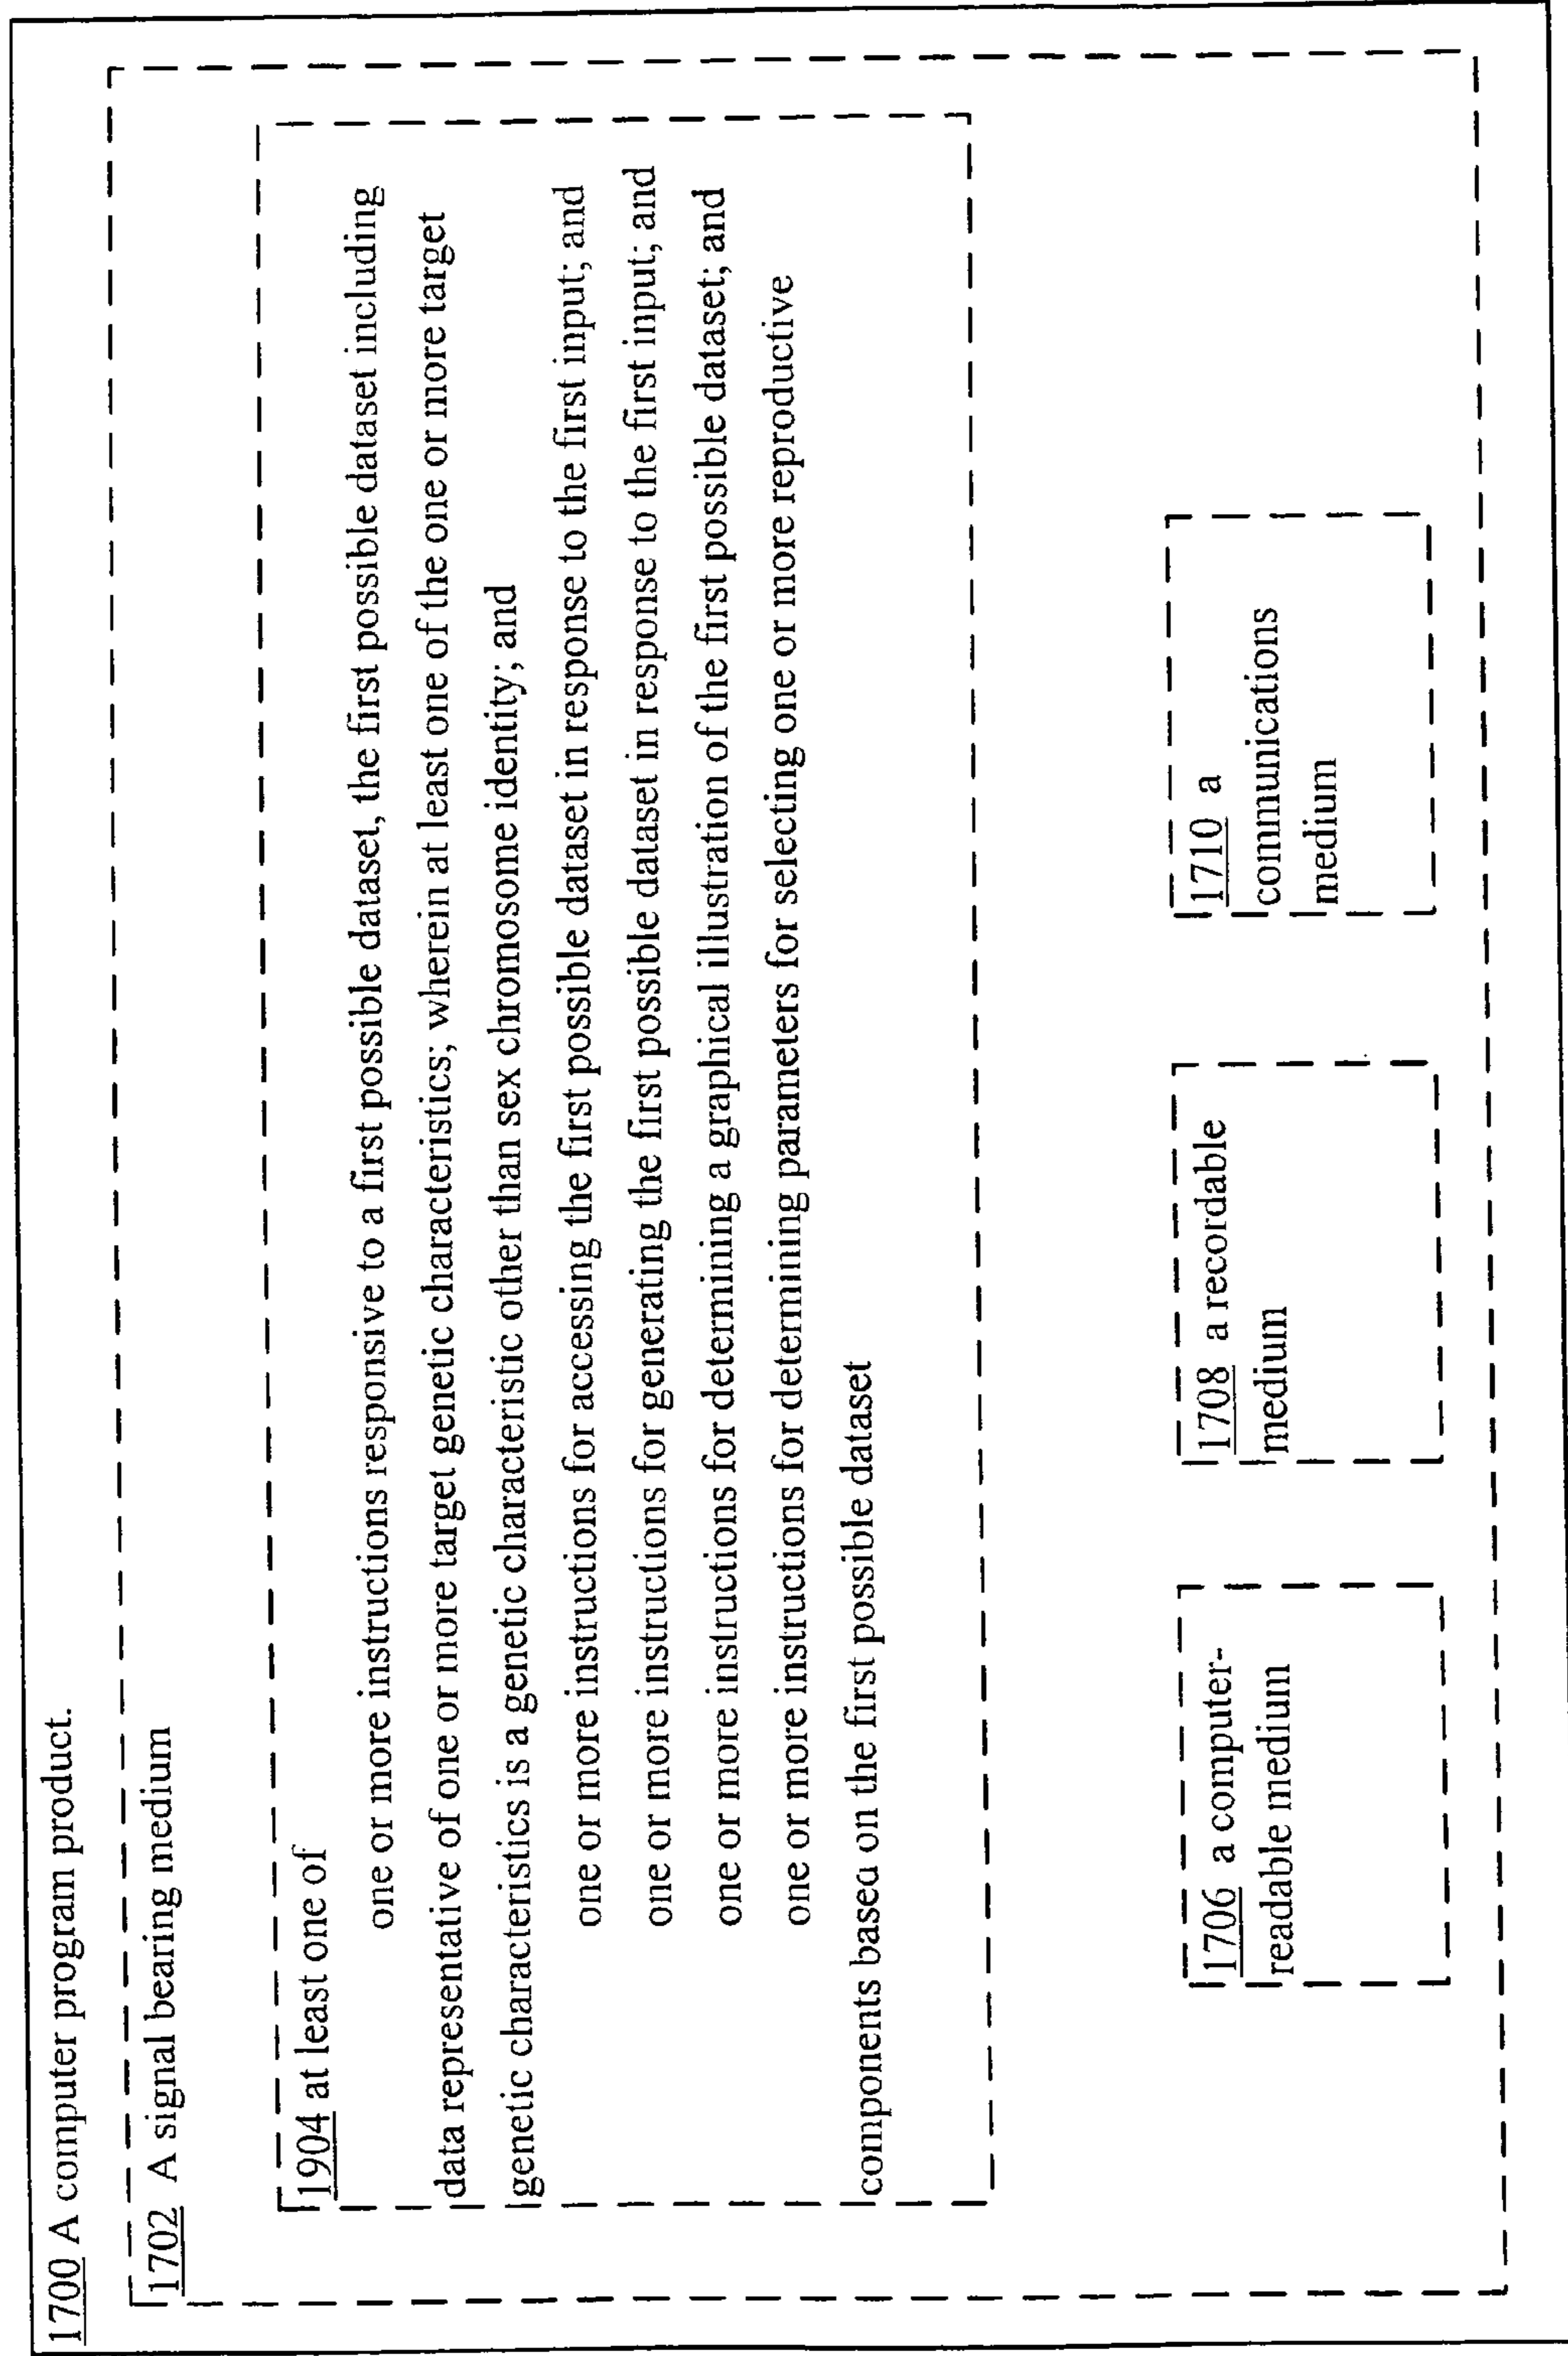 1700 A computer program product.
1702 A signal bearing medium
1904 at least one of
one or more instructions responsive to a first possible dataset, the first possible dataset including
data representative of one or more target genetic characteristics; wherein at least one of the one or more target
genetic characteristics is a genetic characteristic other than sex chromosome identity; and
one or more instructions for accessing the first possible dataset in response to the first input; and
one or more instructions for generating the first possible dataset in response to the first input; and
one or more instructions for determining a graphical illustration of the first possible dataset; and
one or more instructions for determining parameters for selecting one or more reproductive
components based on the first possible dataset
1706 a computer-
readable medium
1708 a recordable
medium
1710 a
communications
medium